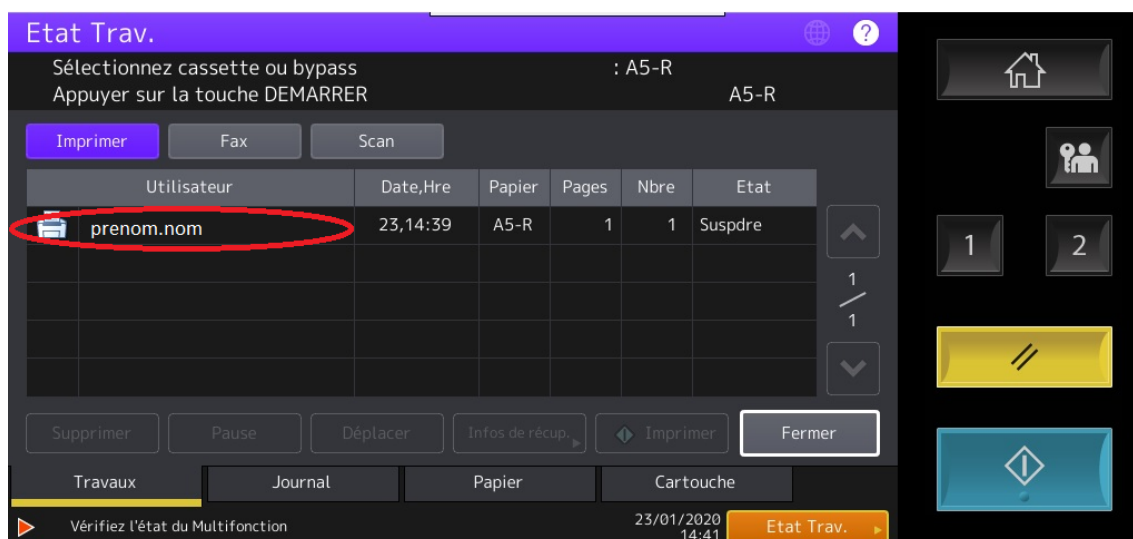 Etat Trav.
?
Sélectionnez cassette ou bypass : A5-R
Appuyer sur la touche DEMARRER A5-R
Imprimer Fax Scan
Utilisateur Date,Hre Papier Pages Nbre Etat
prenom.nom 23,14:39 A5-R 1 1 Suspdre
1
1
1 2
Supprimer Pause Déplacer Infos de récup. Imprimer Fermer
Travaux Journal Papier Cartouche
Vérifiez l'état du Multifonction 23/01/2020
14:41 Etat Trav.